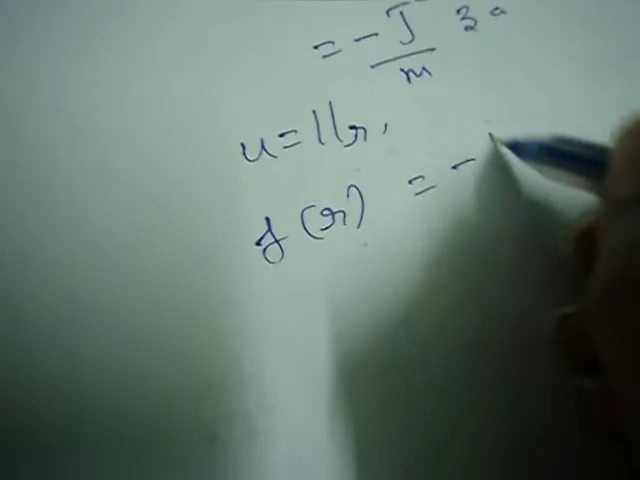 = - J / m 3a
u = 1/r,
f(r) = -